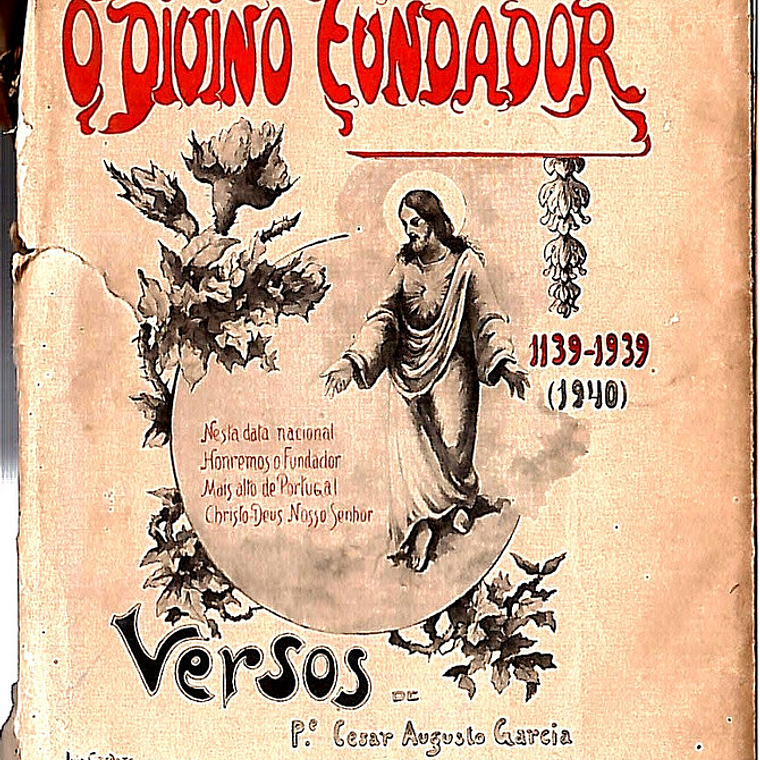 O DIVINO FUNDADOR
1139-1939
(1940)
Nesta data nacional
Honremos o Fundador
Mais alto de Portugal
Christo-Deus Nosso Senhor
Versos
DE
P.e Cesar Augusto Garcia